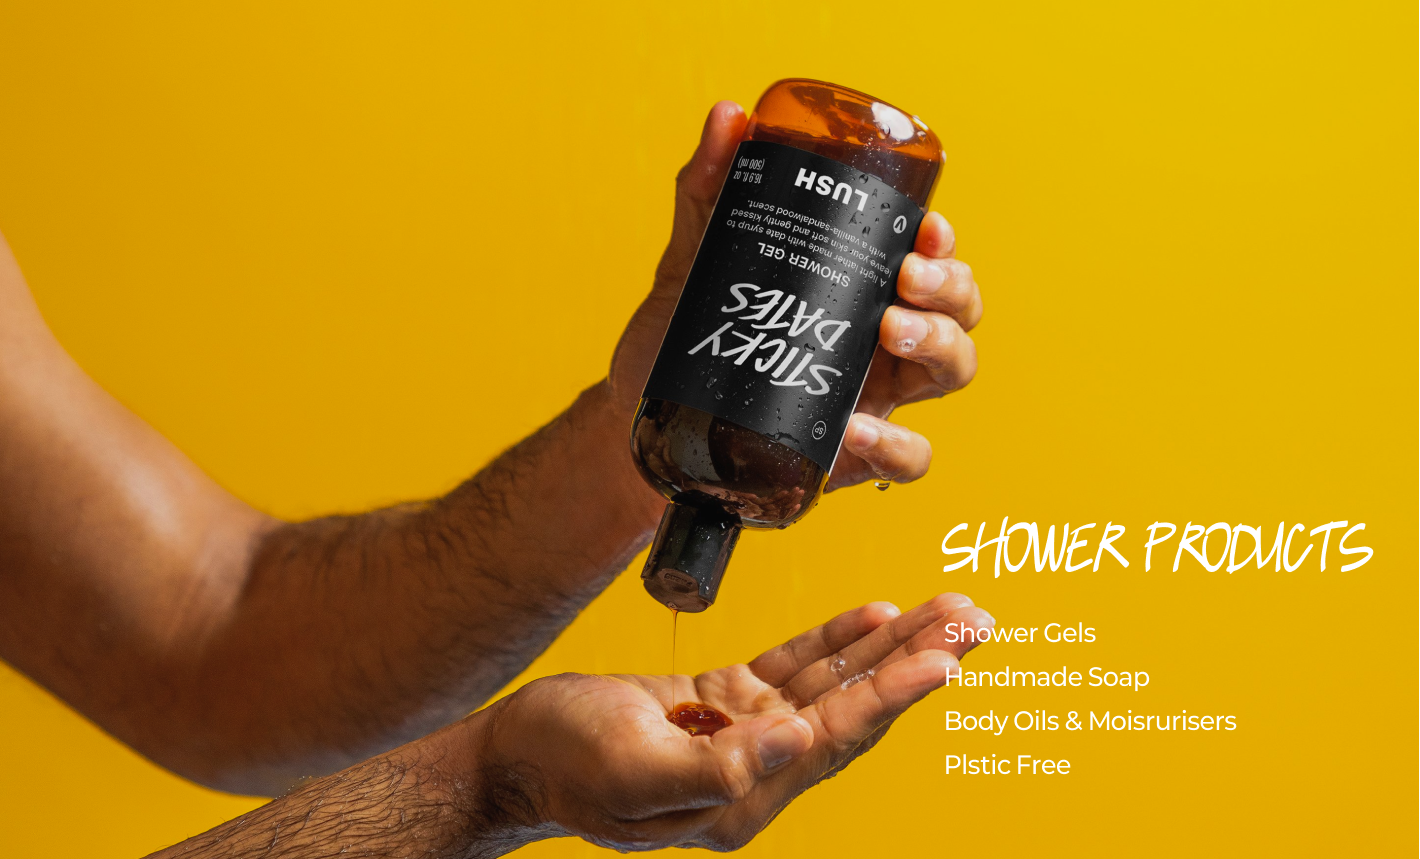 SP
STICKY
DATES
SHOWER GEL
A light lather made with date syrup to
leave your skin soft and gently kissed
with a vanilla-sandalwood scent.
V
LUSH
16.9 fl. oz
(500 ml)
SHOWER PRODUCTS
Shower Gels
Handmade Soap
Body Oils & Moisrurisers
Plstic Free